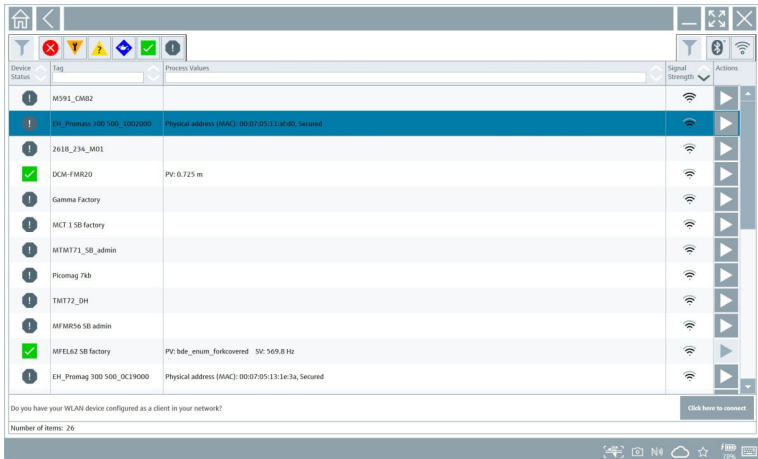 Device Status
Tag
Process Values
Signal Strength
Actions
M591_CM82
EH_Promass 300 500_1002000 Physical address (MAC): 00:07:05:11:af:d0, Secured
2618_234_M01
DCM-FMR20 PV: 0.725 m
Gamma Factory
MCT 1 SB factory
MTMT71_SB_admin
Picomag 7kb
TMT72_DH
MFMR56 SB admin
MFEL62 SB factory PV: bde_enum_forkcovered SV: 569.8 Hz
EH_Promag 300 500_0C19000 Physical address (MAC): 00:07:05:13:1e:3a, Secured
Do you have your WLAN device configured as a client in your network? Click here to connect
Number of items: 26
78%